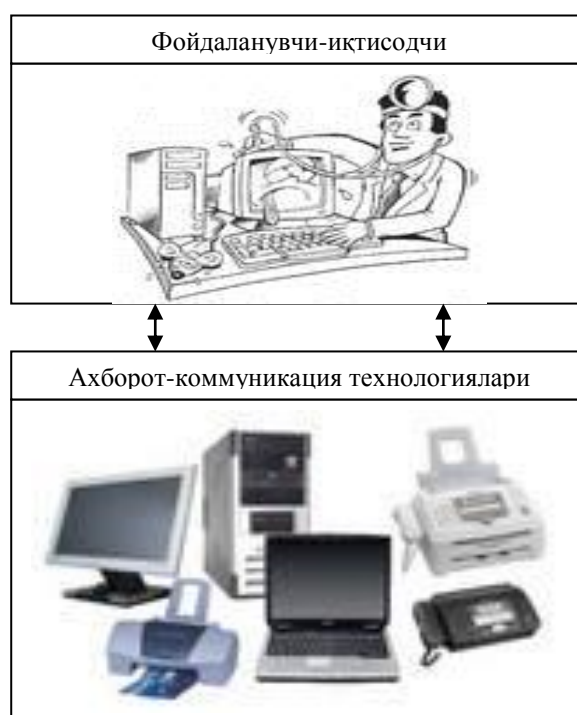 Фойдаланувчи-иқтисодчи
Ахборот-коммуникация технологиялари